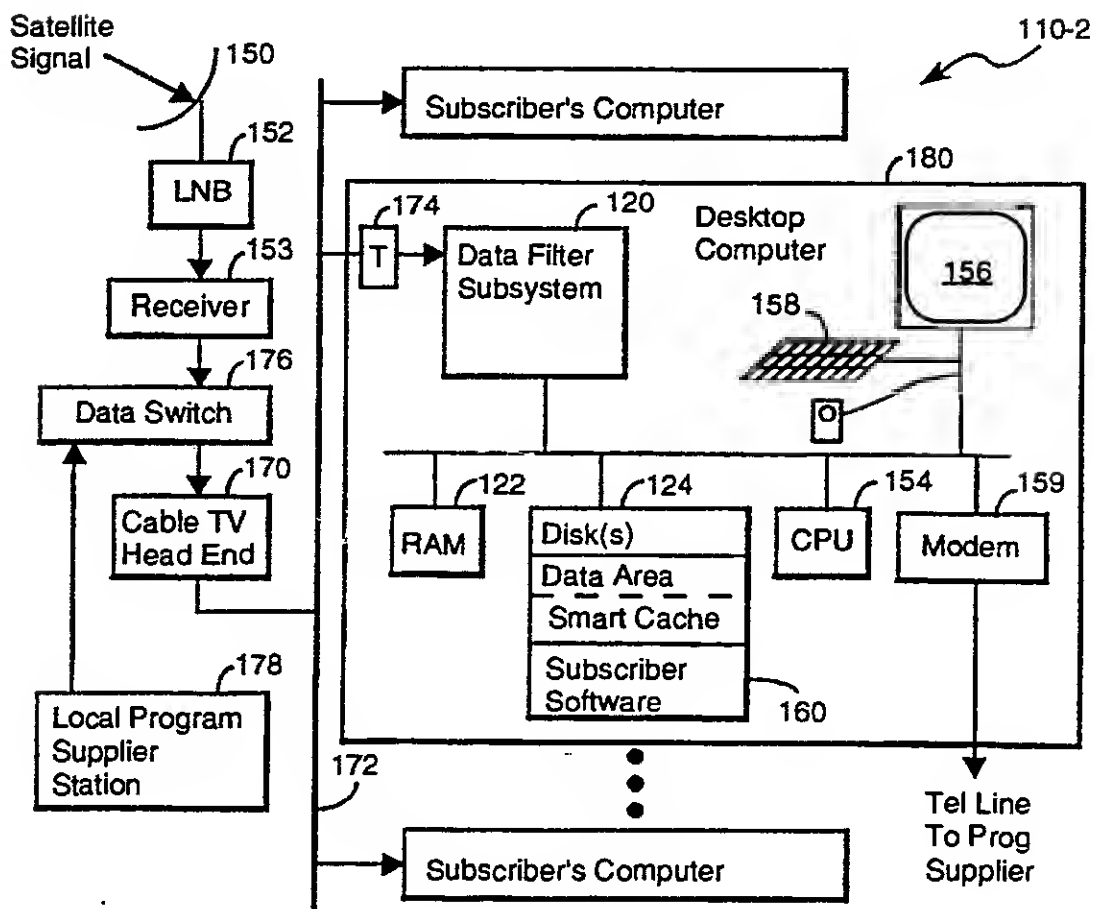 Satellite
Signal
150
110-2
Subscriber's Computer
152
LNB
180
174
T
120
Data Filter
Subsystem
Desktop
Computer
156
153
Receiver
158
176
Data Switch
170
Cable TV
Head End
122
RAM
124
Disk(s)
Data Area
Smart Cache
Subscriber
Software
160
154
CPU
159
Modem
178
Local Program
Supplier
Station
172
Tel Line
To Prog
Supplier
Subscriber's Computer